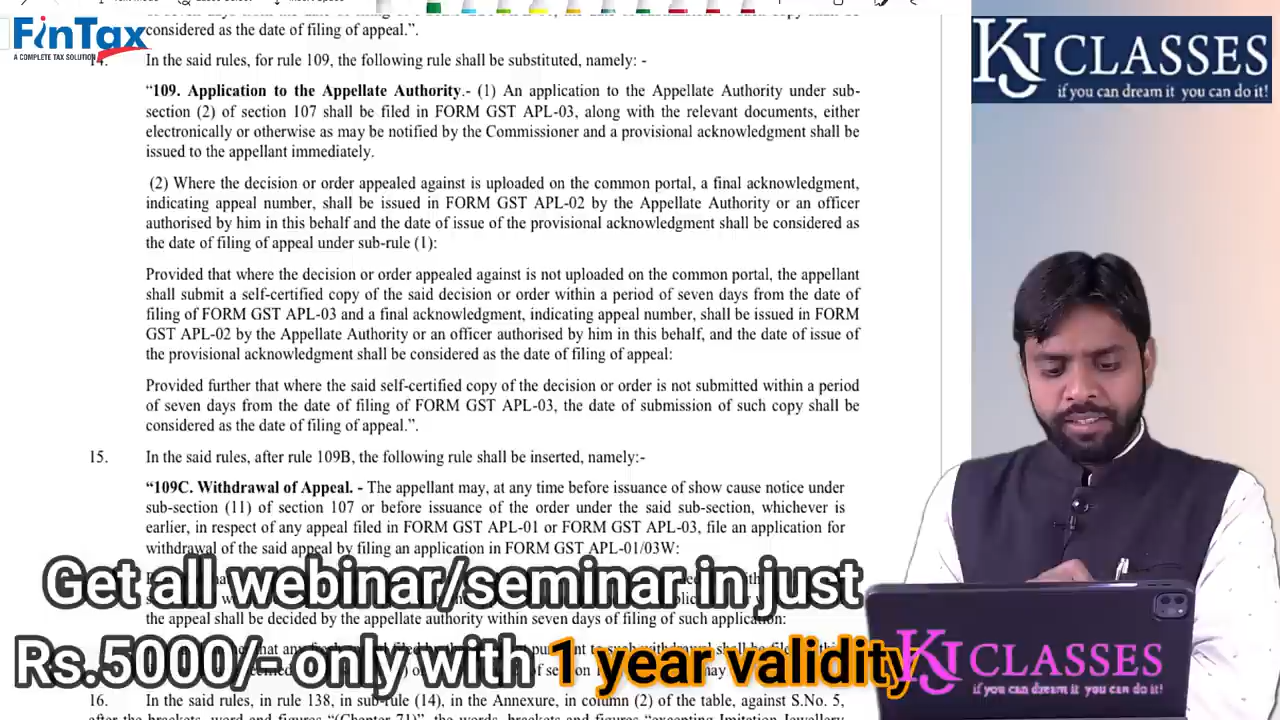 considered as the date of filing of appeal.”.
FinTax
A COMPLETE TAX SOLUTION
14. In the said rules, for rule 109, the following rule shall be substituted, namely: -
“109. Application to the Appellate Authority.- (1) An application to the Appellate Authority under sub-
section (2) of section 107 shall be filed in FORM GST APL-03, along with the relevant documents, either
electronically or otherwise as may be notified by the Commissioner and a provisional acknowledgment shall be
issued to the appellant immediately.
(2) Where the decision or order appealed against is uploaded on the common portal, a final acknowledgment,
indicating appeal number, shall be issued in FORM GST APL-02 by the Appellate Authority or an officer
authorised by him in this behalf and the date of issue of the provisional acknowledgment shall be considered as
the date of filing of appeal under sub-rule (1):
Provided that where the decision or order appealed against is not uploaded on the common portal, the appellant
shall submit a self-certified copy of the said decision or order within a period of seven days from the date of
filing of FORM GST APL-03 and a final acknowledgment, indicating appeal number, shall be issued in FORM
GST APL-02 by the Appellate Authority or an officer authorised by him in this behalf, and the date of issue of
the provisional acknowledgment shall be considered as the date of filing of appeal:
Provided further that where the said self-certified copy of the decision or order is not submitted within a period
of seven days from the date of filing of FORM GST APL-03, the date of submission of such copy shall be
considered as the date of filing of appeal.”.
15. In the said rules, after rule 109B, the following rule shall be inserted, namely:-
“109C. Withdrawal of Appeal. - The appellant may, at any time before issuance of show cause notice under
sub-section (11) of section 107 or before issuance of the order under the said sub-section, whichever is
earlier, in respect of any appeal filed in FORM GST APL-01 or FORM GST APL-03, file an application for
withdrawal of the said appeal by filing an application in FORM GST APL-01/03W:
the appeal shall be decided by the appellate authority within seven days of filing of such application:
Get all webinar/seminar in just
Rs.5000/- only with 1 year validity
16. In the said rules, in rule 138, in sub-rule (14), in the Annexure, in column (2) of the table, against S.No. 5,
after the brackets, word and figures “(Chapter 71)”, the words, brackets and figures “excepting Imitation Jewellery
KJ CLASSES
if you can dream it you can do it!
KJ CLASSES
if you can dream it you can do it!